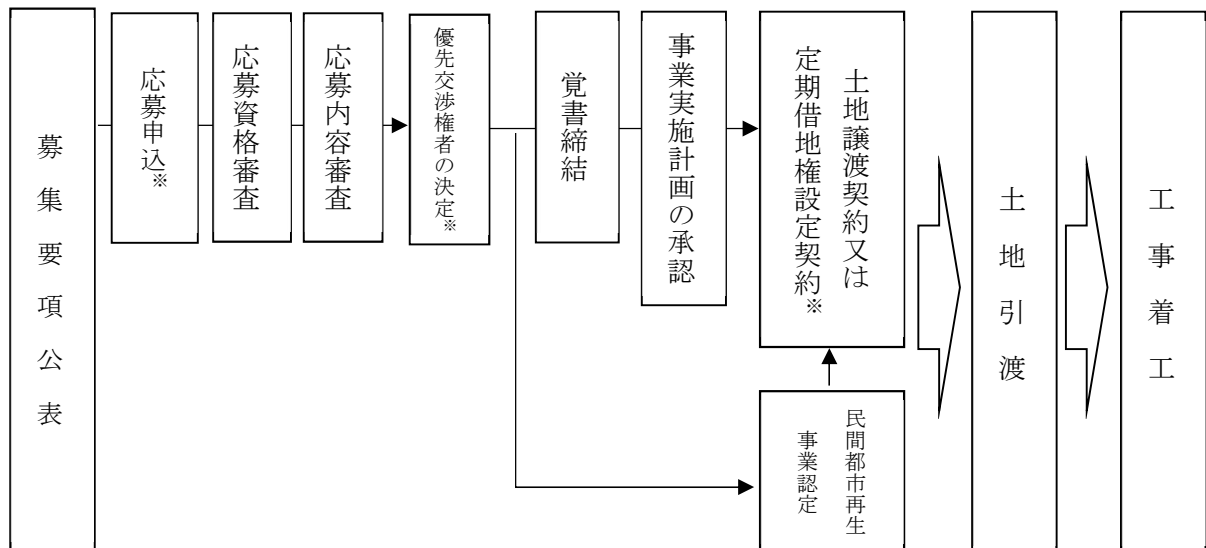 募集要項公表
応募申込※
応募資格審査
応募内容審査
優先交渉権者の決定※
覚書締結
事業実施計画の承認
土地譲渡契約又は
定期借地権設定契約※
民間都市再生
事業認定
土地引渡
工事着工